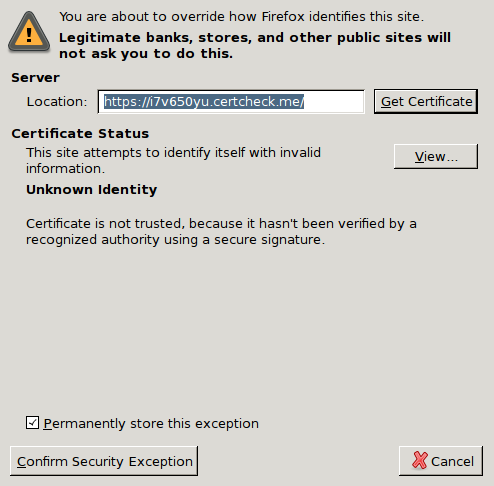 You are about to override how Firefox identifies this site.
Legitimate banks, stores, and other public sites will
not ask you to do this.
Server
Location: https://i7v650yu.certcheck.me/ Get Certificate
Certificate Status
This site attempts to identify itself with invalid
information.
View...
Unknown Identity
Certificate is not trusted, because it hasn't been verified by a
recognized authority using a secure signature.
Permanently store this exception
Confirm Security Exception Cancel